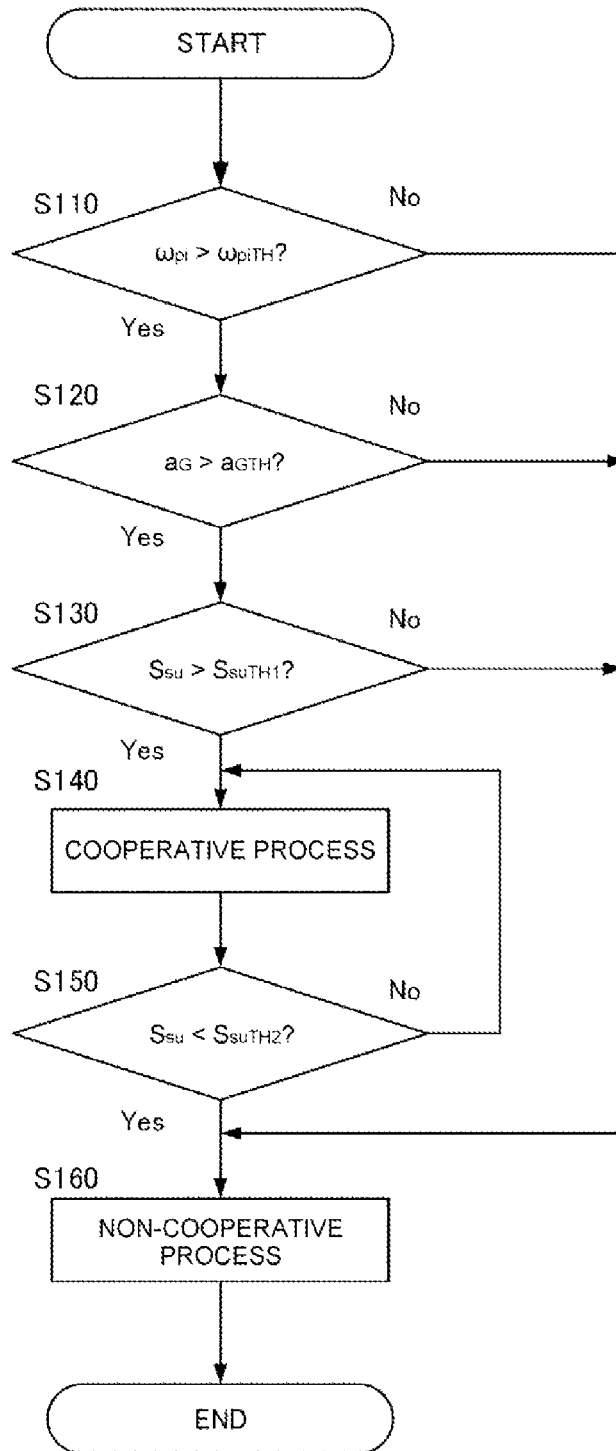 START
S110
No
ωpi > ωpiTH?
Yes
S120
No
aG > aGTH?
Yes
S130
No
Ssu > SsuTH1?
Yes
S140
COOPERATIVE PROCESS
S150
No
Ssu < SsuTH2?
Yes
S160
NON-COOPERATIVE
PROCESS
END